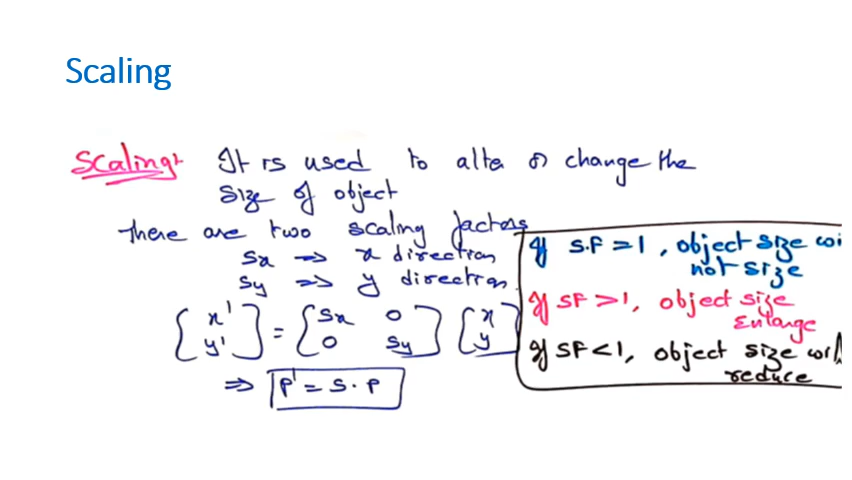 Scaling
Scaling: It is used to alter or change the
size of object
There are two scaling factors
Sx ⇒ x direction
Sy ⇒ y direction
[x'] = [Sx 0] [x]
[y'] = [0 Sy] [y]
⇒ P' = S · P
If S.F = 1, object size wi
not size
If SF > 1, object size
Enlarge
If SF < 1, object size wil
reduce